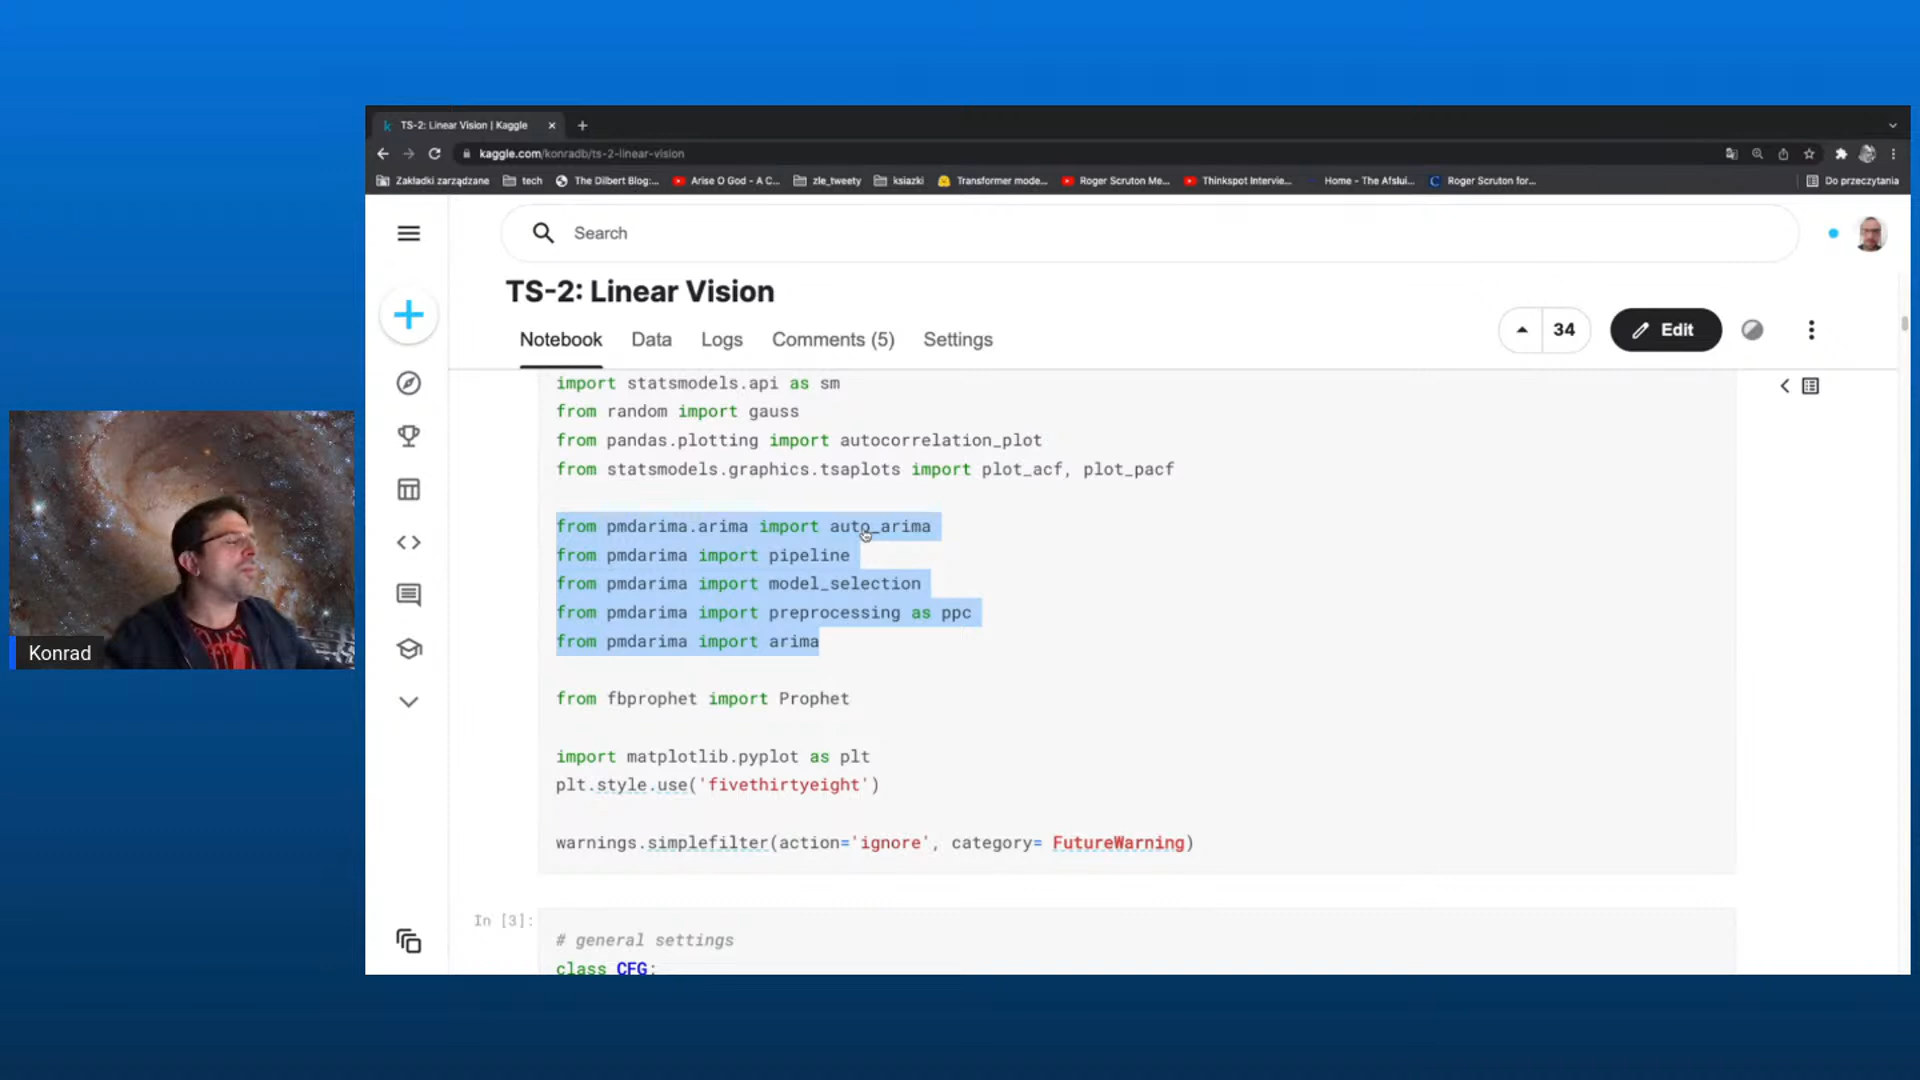 TS-2: Linear Vision | Kaggle
kaggle.com/konradb/ts-2-linear-vision
Zakładki zarządzane
tech
The Dilbert Blog:...
Arise O God - A C...
zle_tweety
ksiazki
Transformer mode...
Roger Scruton Me...
Thinkspot Intervie...
Home - The Afslui...
Roger Scruton for...
Do przeczytania
Search
TS-2: Linear Vision
Notebook
Data
Logs
Comments (5)
Settings
34
Edit
import statsmodels.api as sm
from random import gauss
from pandas.plotting import autocorrelation_plot
from statsmodels.graphics.tsaplots import plot_acf, plot_pacf
from pmdarima.arima import auto_arima
from pmdarima import pipeline
from pmdarima import model_selection
from pmdarima import preprocessing as ppc
from pmdarima import arima
from fbprophet import Prophet
import matplotlib.pyplot as plt
plt.style.use('fivethirtyeight')
warnings.simplefilter(action='ignore', category= FutureWarning)
In [3]:
# general settings
class CFG:
Konrad